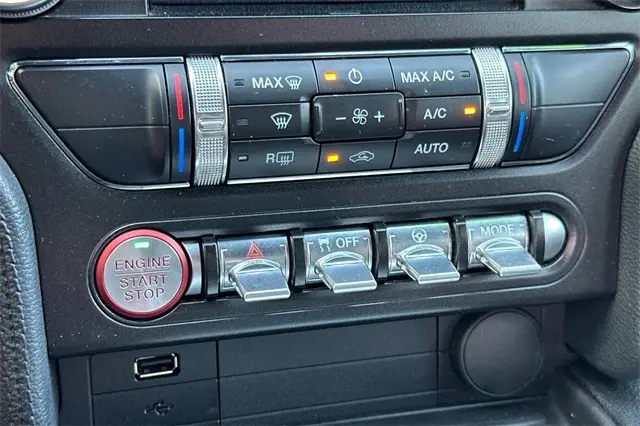 MAX
MAX A/C
- +
A/C
R
AUTO
ENGINE
START
STOP
OFF
MODE